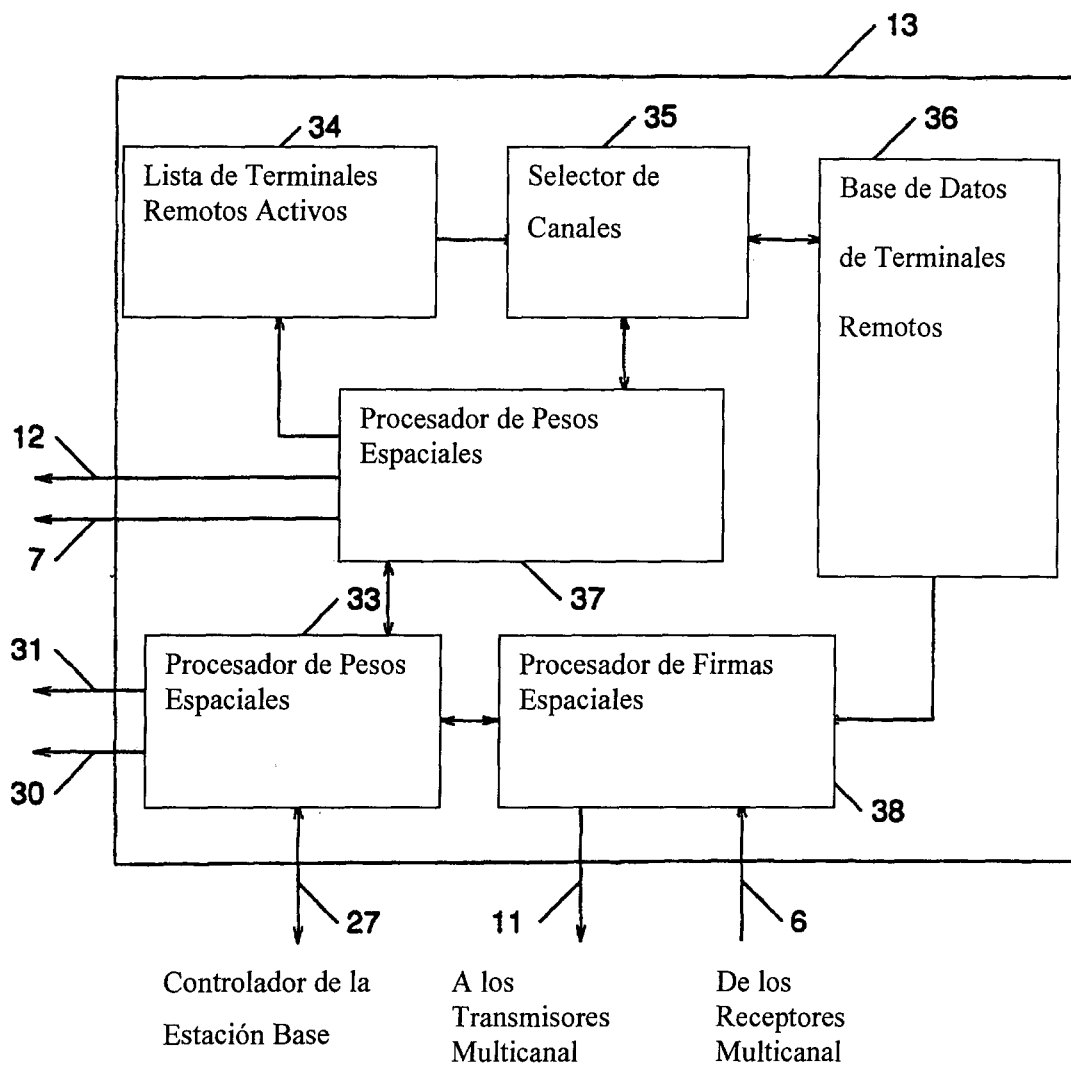 13
34
35
36
Lista de Terminales
Remotos Activos
Selector de
Canales
Base de Datos
de Terminales
Remotos
12
7
Procesador de Pesos
Espaciales
37
33
31
30
Procesador de Pesos
Espaciales
Procesador de Firmas
Espaciales
38
27
11
6
Controlador de la
Estación Base
A los
Transmisores
Multicanal
De los
Receptores
Multicanal